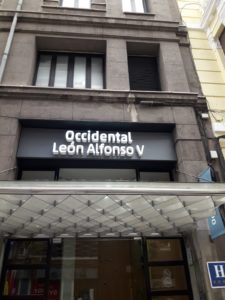 Occidental
León Alfonso V
H